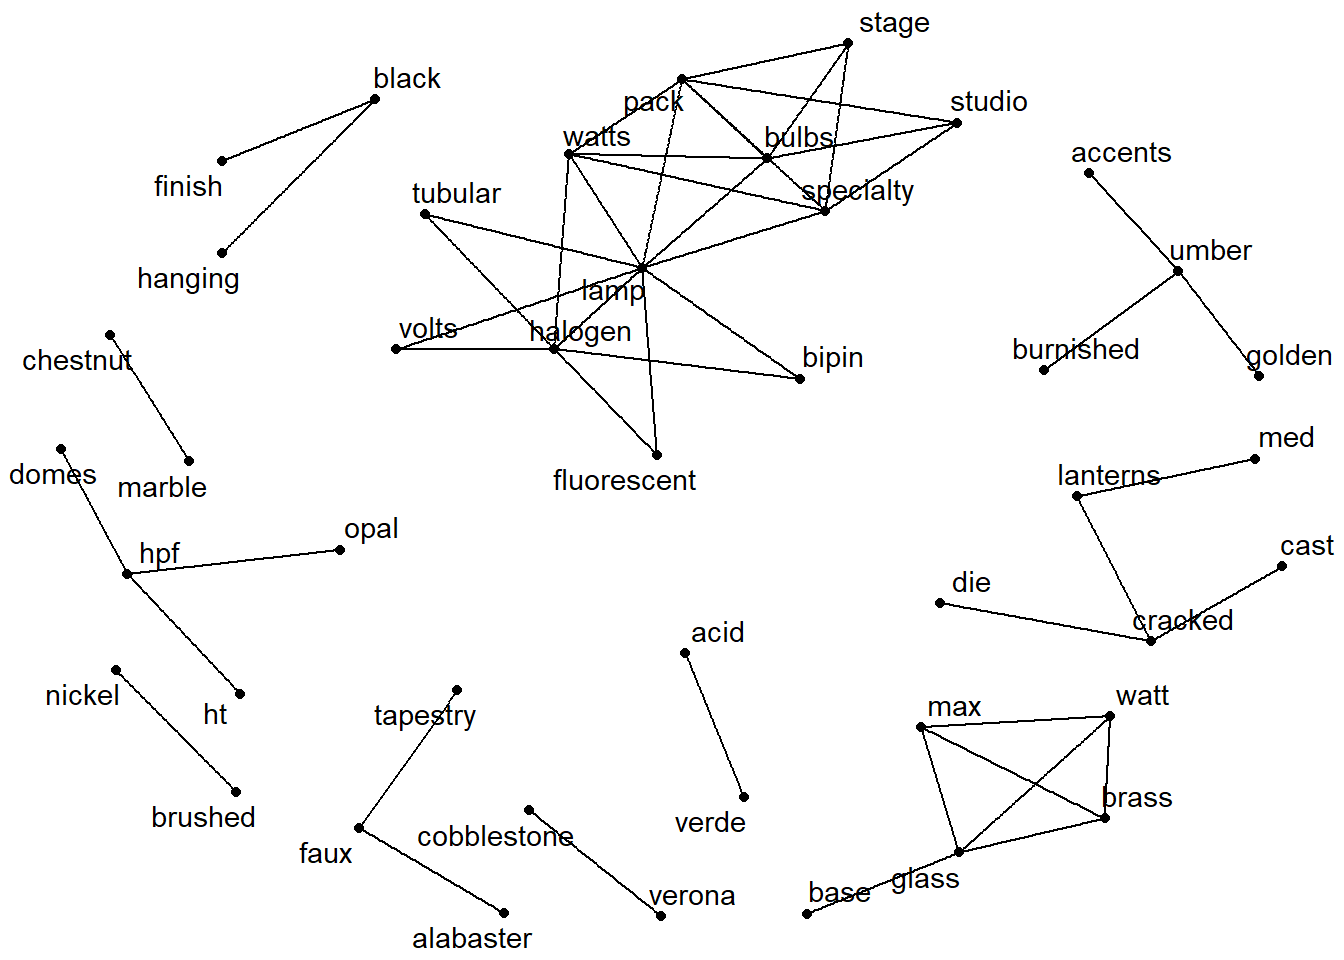 stage
black
pack
studio
watts
bulbs
accents
finish
tubular
specialty
umber
hanging
lamp
volts
halogen
chestnut
bipin
burnished
golden
med
domes
marble
fluorescent
lanterns
opal
hpf
cast
die
cracked
acid
nickel
ht
tapestry
max
watt
brushed
verde
brass
cobblestone
faux
glass
base
verona
alabaster